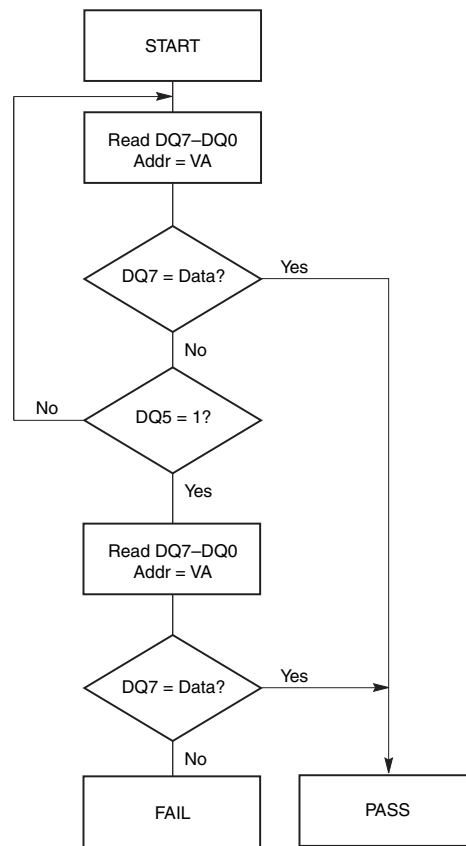 START
Read DQ7–DQ0
Addr = VA
DQ7 = Data?
Yes
No
No
DQ5 = 1?
Yes
Read DQ7–DQ0
Addr = VA
DQ7 = Data?
Yes
No
FAIL
PASS